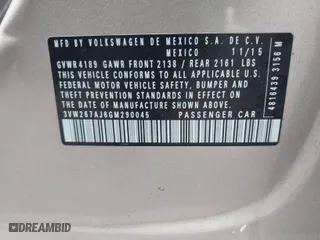 MFD BY VOLKSWAGEN DE MEXICO S.A. DE C.V.
MEXICO 11/15
GVWR 4189 GAWR FRONT 2138 / REAR 2161 LBS
THIS VEHICLE CONFORMS TO ALL APPLICABLE U.S.
FEDERAL MOTOR VEHICLE SAFETY, BUMPER AND
THEFT PREVENTION STANDARDS IN EFFECT ON THE
DATE OF MANUFACTURE SHOWN ABOVE.
3VW267AJ6GM290045 PASSENGER CAR
4816439 3156 M
DREAMBID